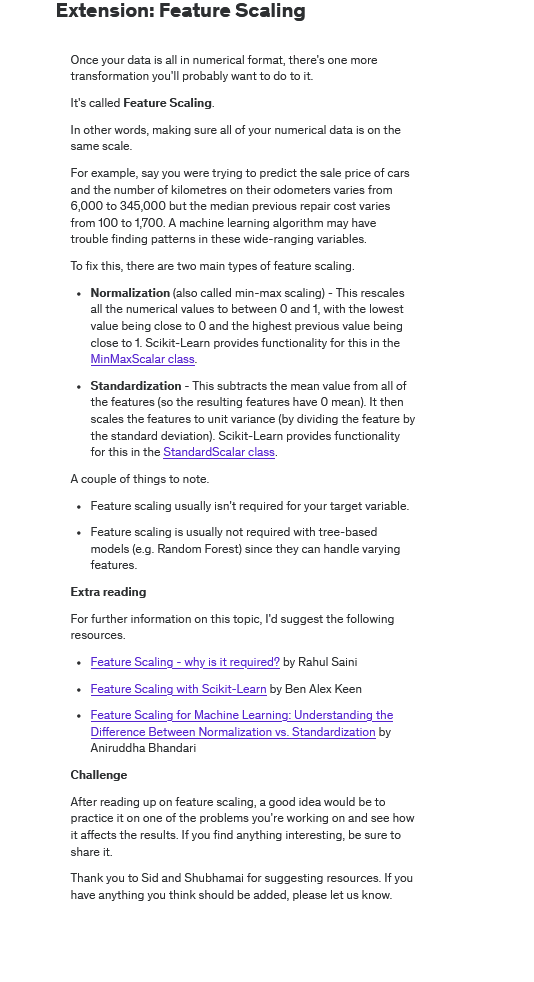 Extension: Feature Scaling
Once your data is all in numerical format, there's one more
transformation you'll probably want to do to it.
It's called Feature Scaling.
In other words, making sure all of your numerical data is on the
same scale.
For example, say you were trying to predict the sale price of cars
and the number of kilometres on their odometers varies from
6,000 to 345,000 but the median previous repair cost varies
from 100 to 1,700. A machine learning algorithm may have
trouble finding patterns in these wide-ranging variables.
To fix this, there are two main types of feature scaling.
• Normalization (also called min-max scaling) - This rescales
all the numerical values to between 0 and 1, with the lowest
value being close to 0 and the highest previous value being
close to 1. Scikit-Learn provides functionality for this in the
MinMaxScalar class.
• Standardization - This subtracts the mean value from all of
the features (so the resulting features have 0 mean). It then
scales the features to unit variance (by dividing the feature by
the standard deviation). Scikit-Learn provides functionality
for this in the StandardScalar class.
A couple of things to note.
• Feature scaling usually isn't required for your target variable.
• Feature scaling is usually not required with tree-based
models (e.g. Random Forest) since they can handle varying
features.
Extra reading
For further information on this topic, I'd suggest the following
resources.
• Feature Scaling - why is it required? by Rahul Saini
• Feature Scaling with Scikit-Learn by Ben Alex Keen
• Feature Scaling for Machine Learning: Understanding the
Difference Between Normalization vs. Standardization by
Aniruddha Bhandari
Challenge
After reading up on feature scaling, a good idea would be to
practice it on one of the problems you're working on and see how
it affects the results. If you find anything interesting, be sure to
share it.
Thank you to Sid and Shubhamai for suggesting resources. If you
have anything you think should be added, please let us know.